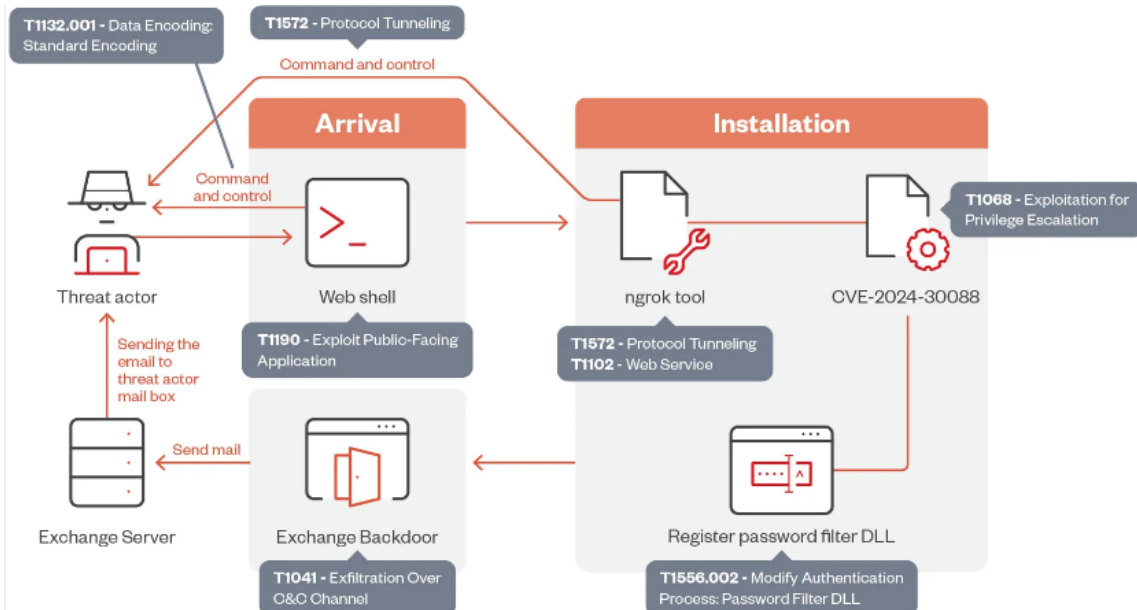 T1132.001 - Data Encoding:
Standard Encoding
T1572 - Protocol Tunneling
Command and control
Arrival
Installation
Command
and control
T1068 - Exploitation for
Privilege Escalation
Threat actor
Web shell
ngrok tool
CVE-2024-30088
T1190 - Exploit Public-Facing
Application
T1572 - Protocol Tunneling
T1102 - Web Service
Sending the
email to
threat actor
mail box
Send mail
Exchange Server
Exchange Backdoor
Register password filter DLL
T1041 - Exfiltration Over
C&C Channel
T1556.002 - Modify Authentication
Process: Password Filter DLL